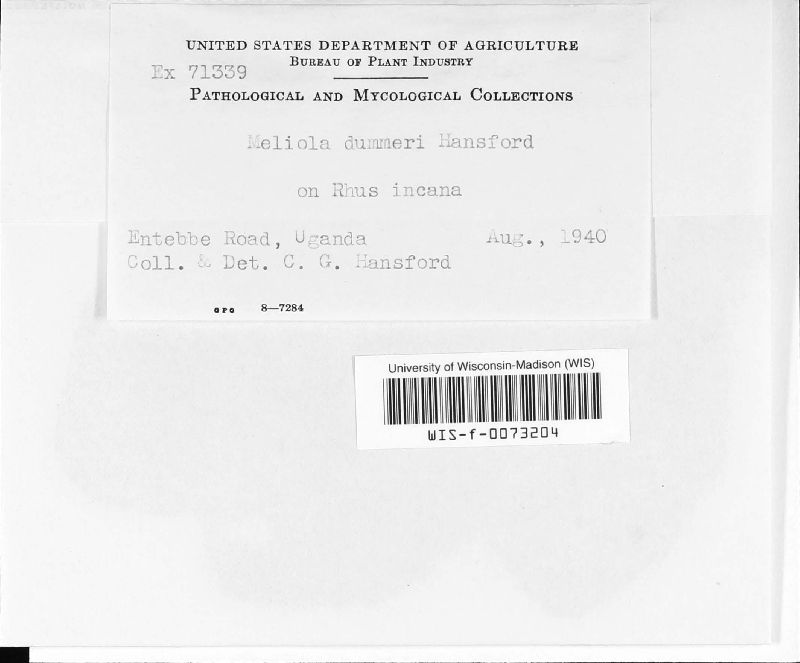 UNITED STATES DEPARTMENT OF AGRICULTURE
BUREAU OF PLANT INDUSTRY
Ex 71339
PATHOLOGICAL AND MYCOLOGICAL COLLECTIONS
Meliola dummeri Hansford
on Rhus incana
Entebbe Road, Uganda Aug., 1940
Coll. & Det. C. G. Hansford
GPO 8—7284
University of Wisconsin-Madison (WIS)
WIS-f-0073204